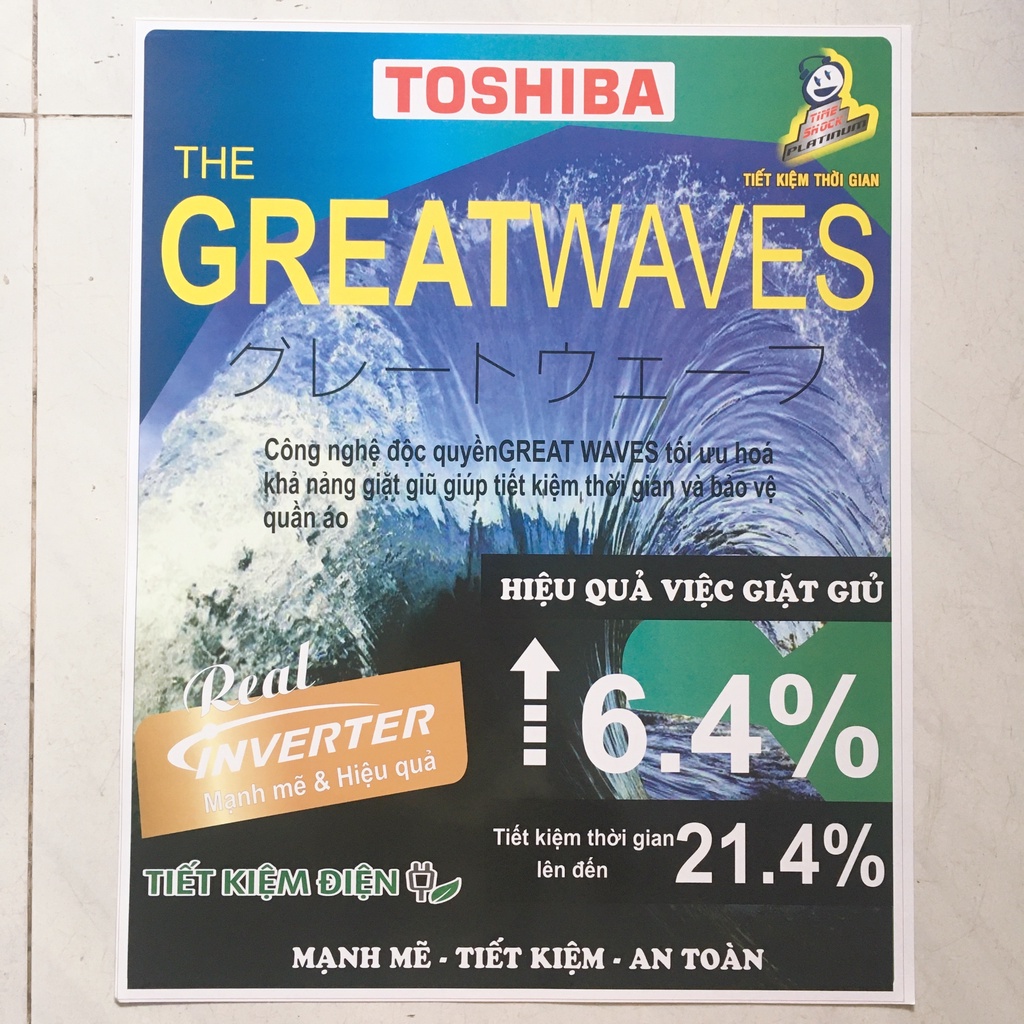 TOSHIBA
TIME
SHOCK
PLATINUM
TIẾT KIỆM THỜI GIAN
THE
GREATWAVES
グレートウェーブ
Công nghệ độc quyềnGREAT WAVES tối ưu hoá
khả nảng giặt giũ giúp tiết kiệm thời gian và bảo vệ
quần áo
HIỆU QUẢ VIỆC GIẶT GIỦ
6.4%
Real
INVERTER
Mạnh mẽ & Hiệu quả
Tiết kiệm thời gian
lên đến
21.4%
TIẾT KIỆM ĐIỆN
MẠNH MẼ - TIẾT KIỆM - AN TOÀN